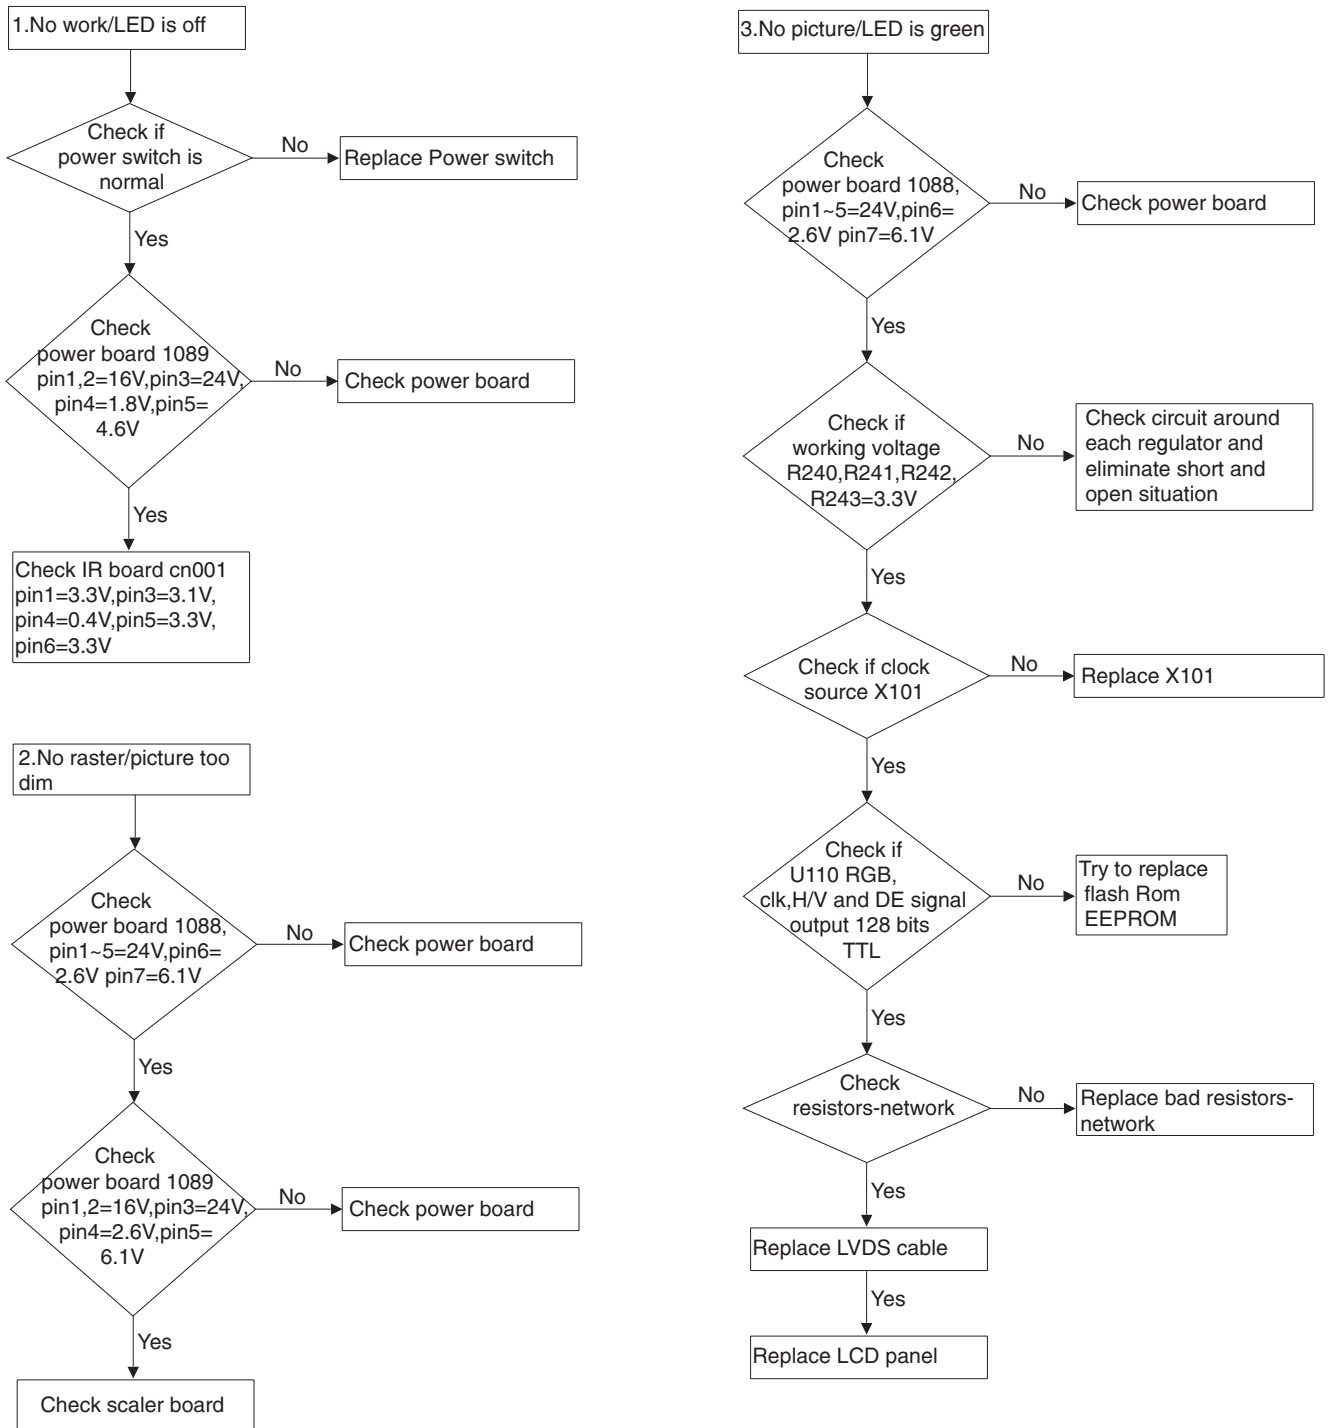 1.No work/LED is off
Check if
power switch is
normal
No
Replace Power switch
Yes
Check
power board 1089
pin1,2=16V,pin3=24V,
pin4=1.8V,pin5=
4.6V
No
Check power board
Yes
Check IR board cn001
pin1=3.3V,pin3=3.1V,
pin4=0.4V,pin5=3.3V,
pin6=3.3V
2.No raster/picture too
dim
Check
power board 1088,
pin1~5=24V,pin6=
2.6V pin7=6.1V
No
Check power board
Yes
Check
power board 1089
pin1,2=16V,pin3=24V,
pin4=2.6V,pin5=
6.1V
No
Check power board
Yes
Check scaler board
3.No picture/LED is green
Check
power board 1088,
pin1~5=24V,pin6=
2.6V pin7=6.1V
No
Check power board
Yes
Check if
working voltage
R240,R241,R242,
R243=3.3V
No
Check circuit around
each regulator and
eliminate short and
open situation
Yes
Check if clock
source X101
No
Replace X101
Yes
Check if
U110 RGB,
clk,H/V and DE signal
output 128 bits
TTL
No
Try to replace
flash Rom
EEPROM
Yes
Check
resistors-network
No
Replace bad resistors-
network
Yes
Replace LVDS cable
Yes
Replace LCD panel